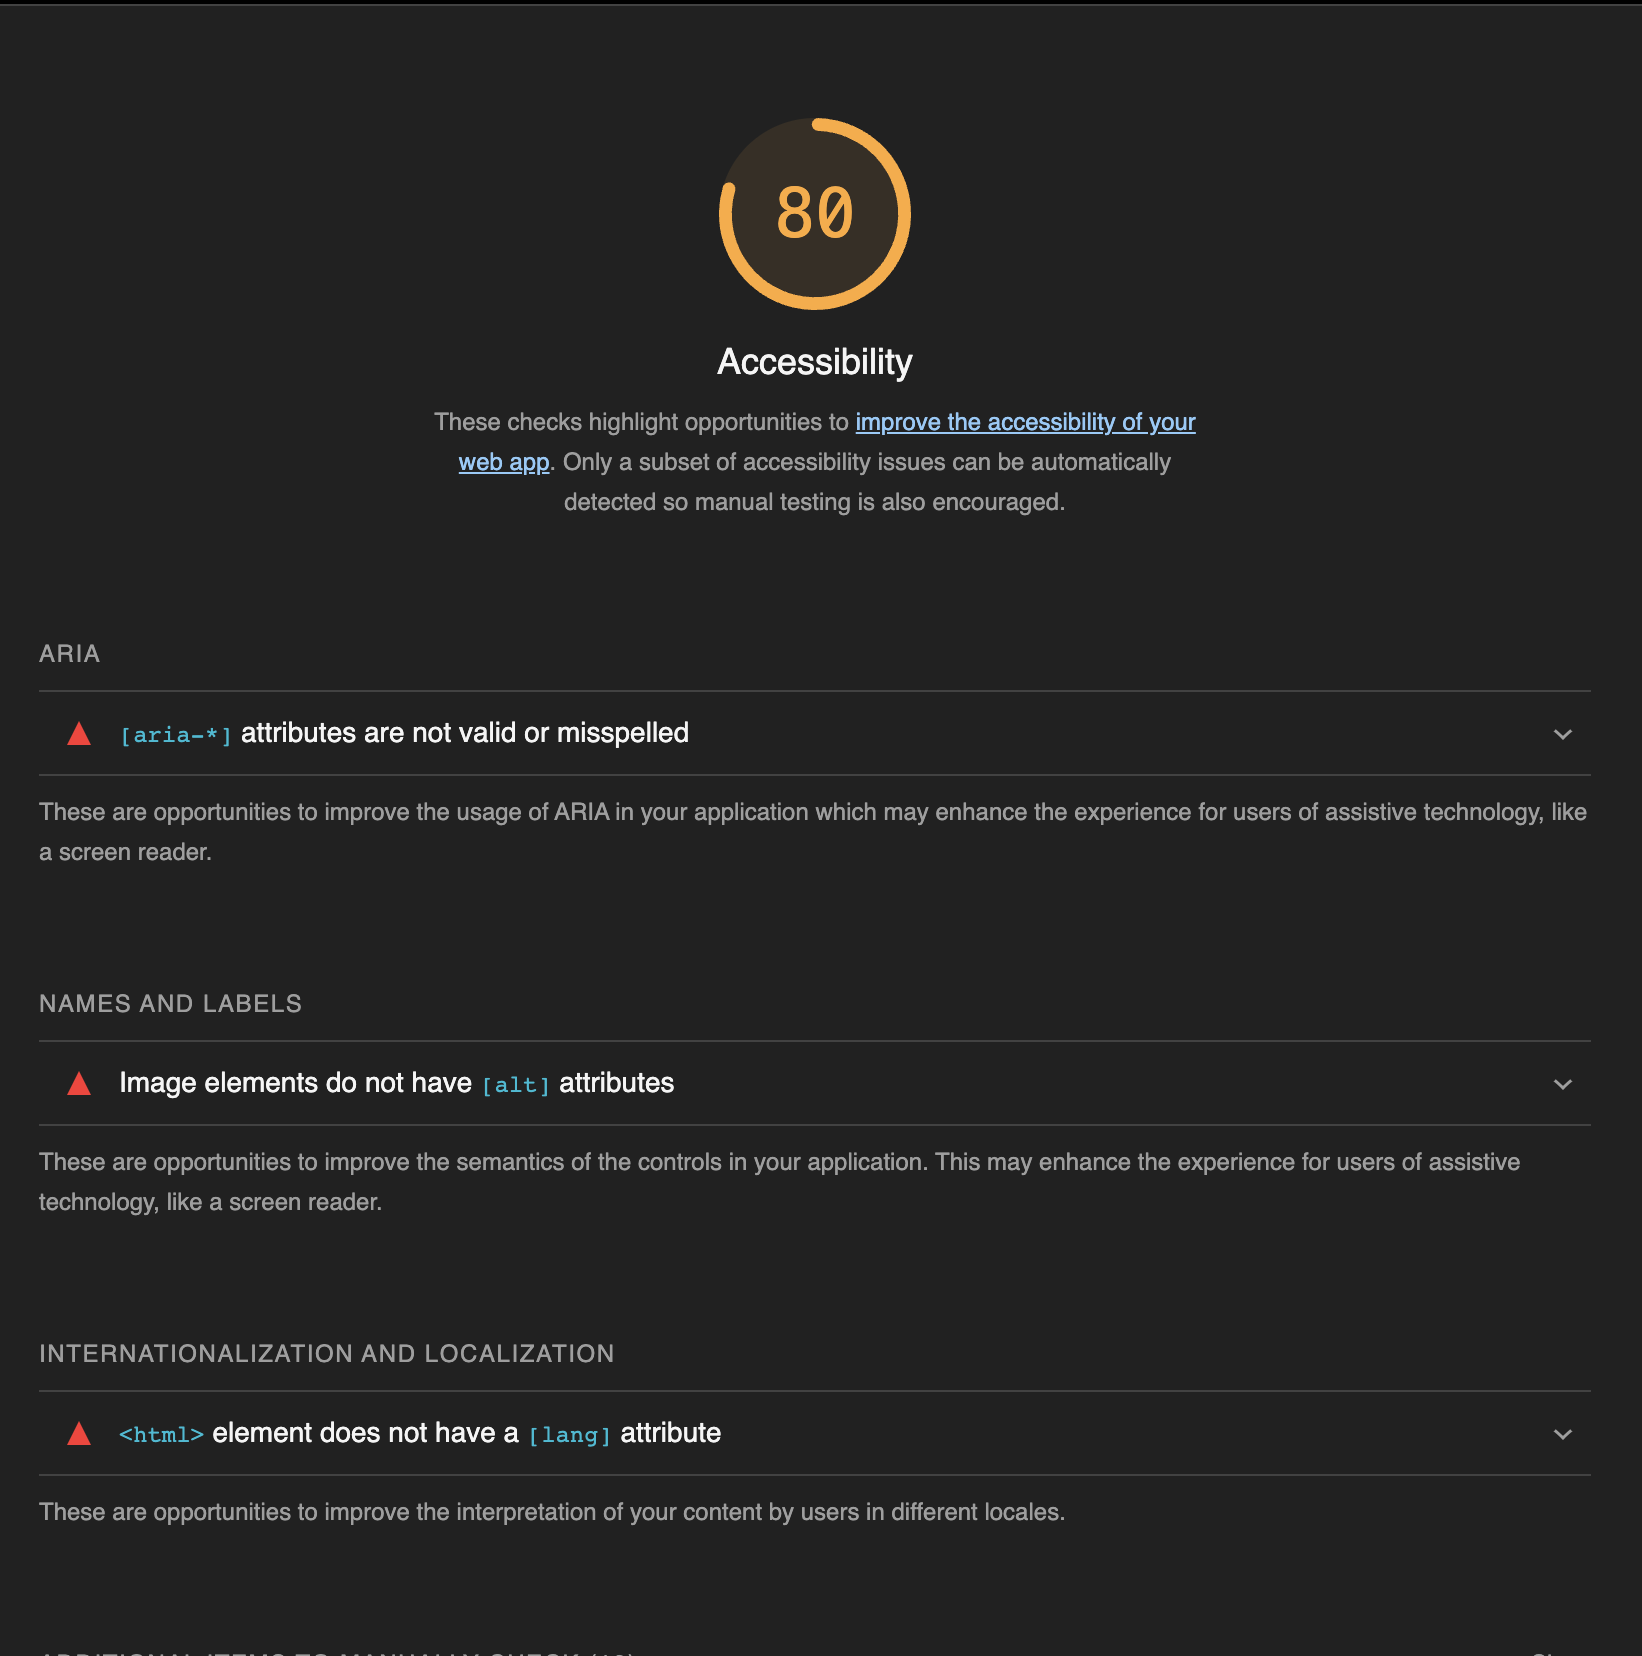 80
Accessibility
These checks highlight opportunities to improve the accessibility of your
web app. Only a subset of accessibility issues can be automatically
detected so manual testing is also encouraged.
ARIA
[aria-*] attributes are not valid or misspelled
These are opportunities to improve the usage of ARIA in your application which may enhance the experience for users of assistive technology, like
a screen reader.
NAMES AND LABELS
Image elements do not have [alt] attributes
These are opportunities to improve the semantics of the controls in your application. This may enhance the experience for users of assistive
technology, like a screen reader.
INTERNATIONALIZATION AND LOCALIZATION
<html> element does not have a [lang] attribute
These are opportunities to improve the interpretation of your content by users in different locales.
ADDITIONAL ITEMS TO MANUALLY CHECK